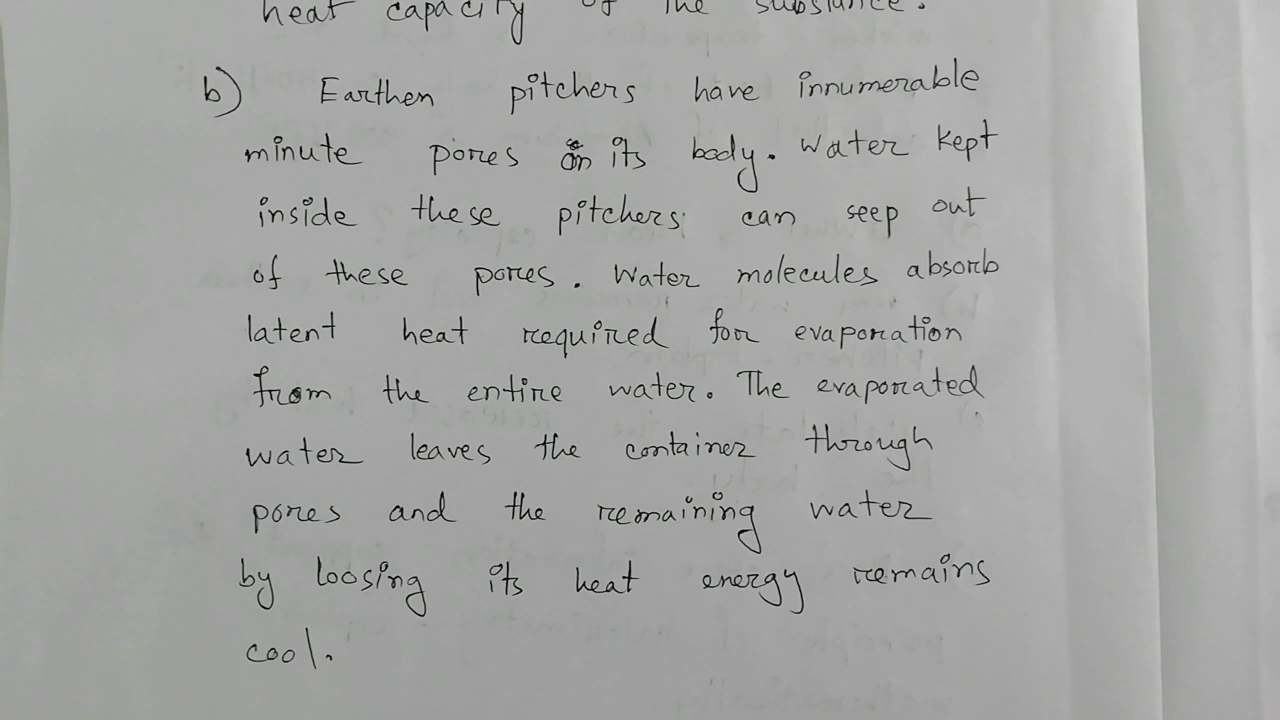 heat capacity of the substance.
b) Earthen pitchers have innumerable
minute pores on its body. Water kept
inside these pitchers can seep out
of these pores. Water molecules absorb
latent heat required for evaporation
from the entire water. The evaporated
water leaves the container through
pores and the remaining water
by loosing its heat energy remains
cool.